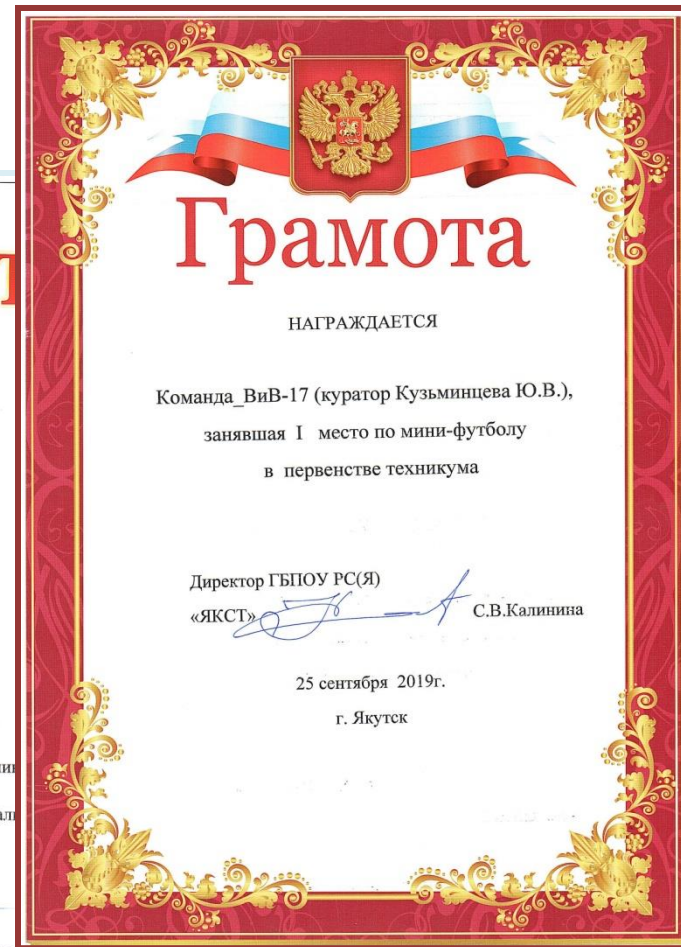 Грамота
НАГРАЖДАЕТСЯ
Команда_ВиВ-17 (куратор Кузьминцева Ю.В.),
занявшая I место по мини-футболу
в первенстве техникума
Директор ГБПОУ РС(Я)
«ЯКСТ» С.В.Калинина
25 сентября 2019г.
г. Якутск